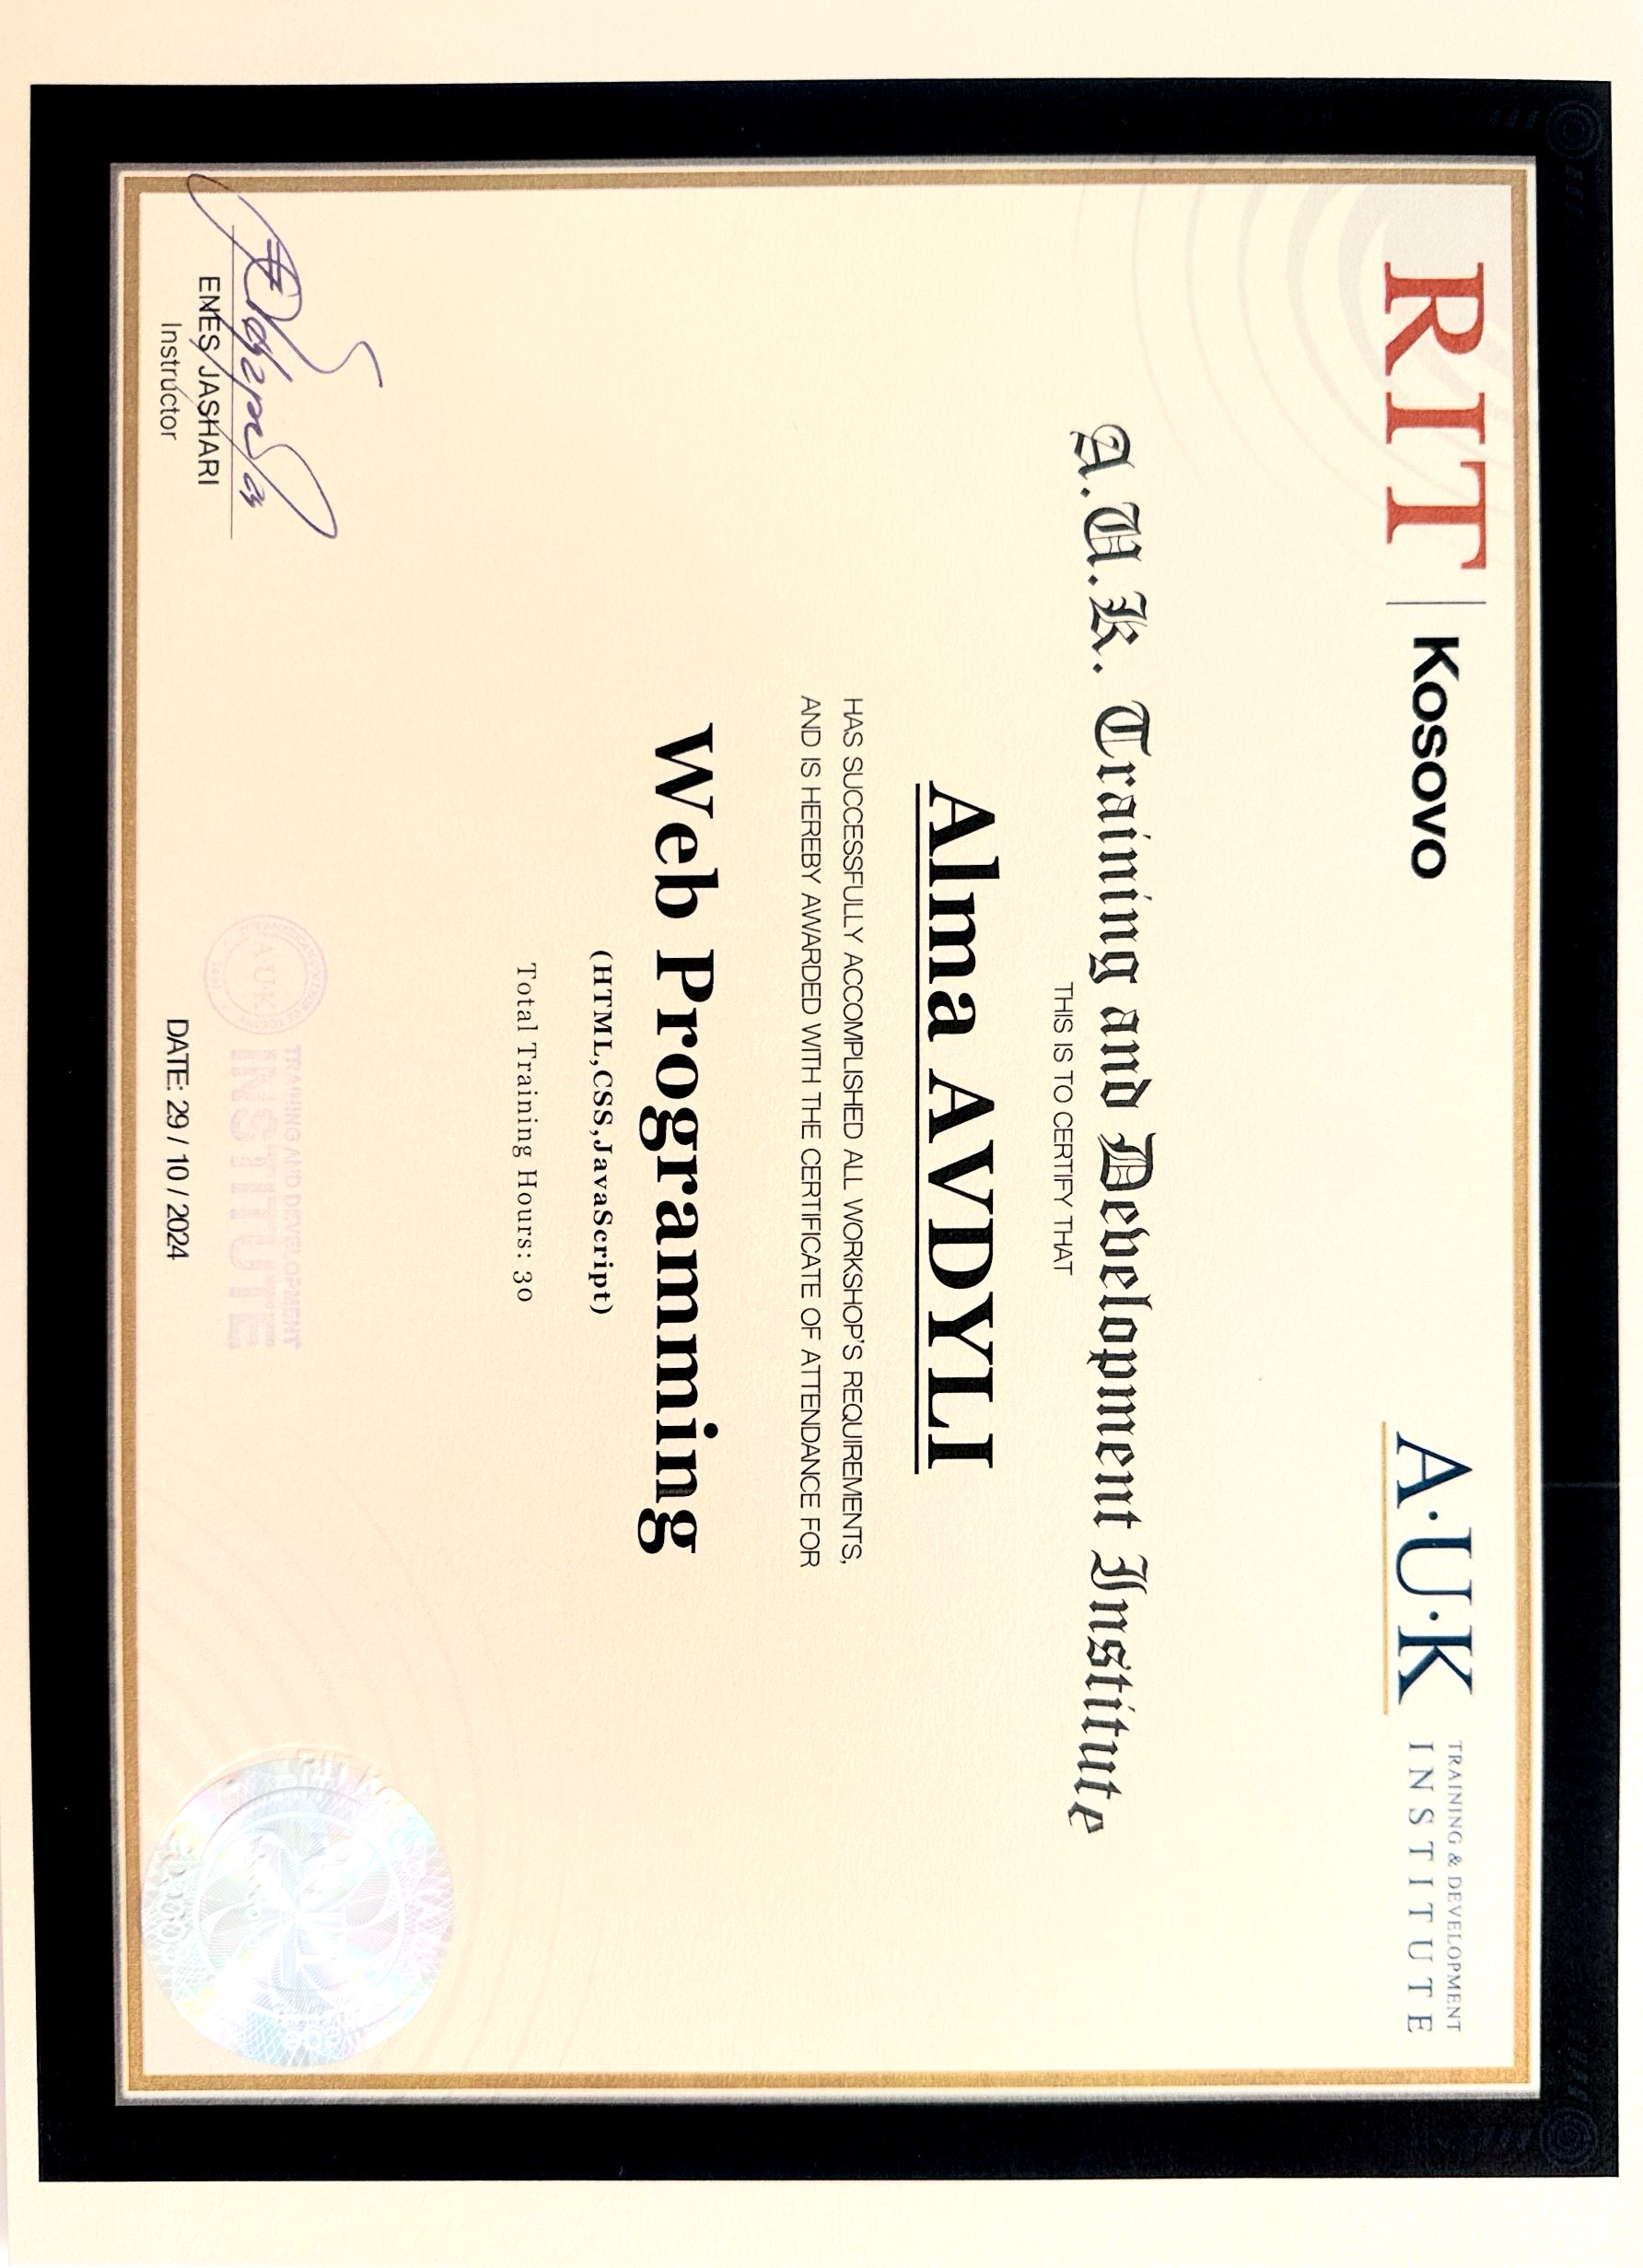 RIT | Kosovo
A·U·K TRAINING & DEVELOPMENT
INSTITUTE
A.U.K. Training and Development Institute
THIS IS TO CERTIFY THAT
Alma AVDYLI
HAS SUCCESSFULLY ACCOMPLISHED ALL WORKSHOP'S REQUIREMENTS,
AND IS HEREBY AWARDED WITH THE CERTIFICATE OF ATTENDANCE FOR
Web Programming
(HTML,CSS,JavaScript)
Total Training Hours: 30
A·U·K
TRAINING AND DEVELOPMENT
INSTITUTE
ENES JASHARI
Instructor
DATE: 29 / 10 / 2024